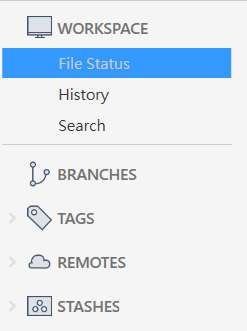 WORKSPACE
File Status
History
Search
BRANCHES
TAGS
REMOTES
STASHES